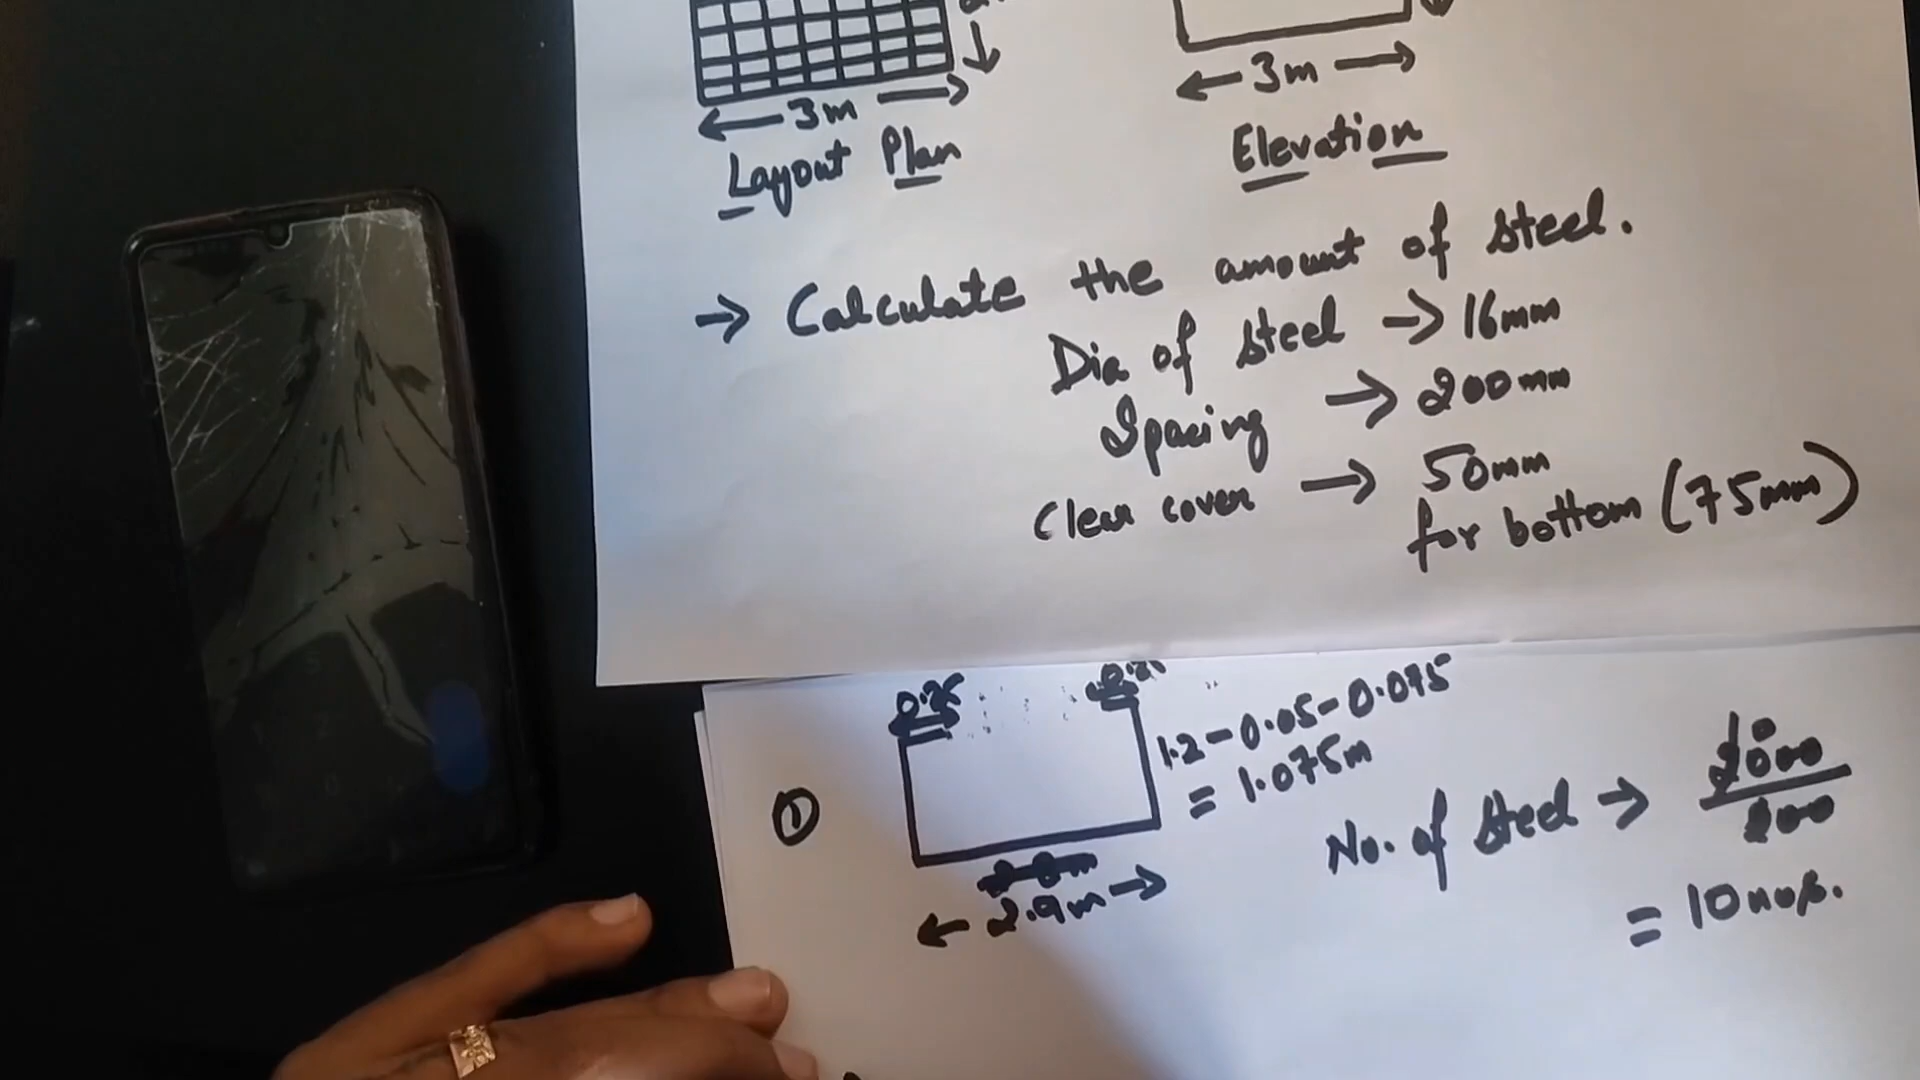 3m
Layout Plan
3m
Elevation
→ Calculate the amount of steel.
Dia of steel → 16mm
Spacing → 200mm
Clear cover → 50mm
for bottom (75mm)
①
1.2-0.05-0.075
= 1.075m
2.9m
No. of steel → 2000
200
= 10 nos.